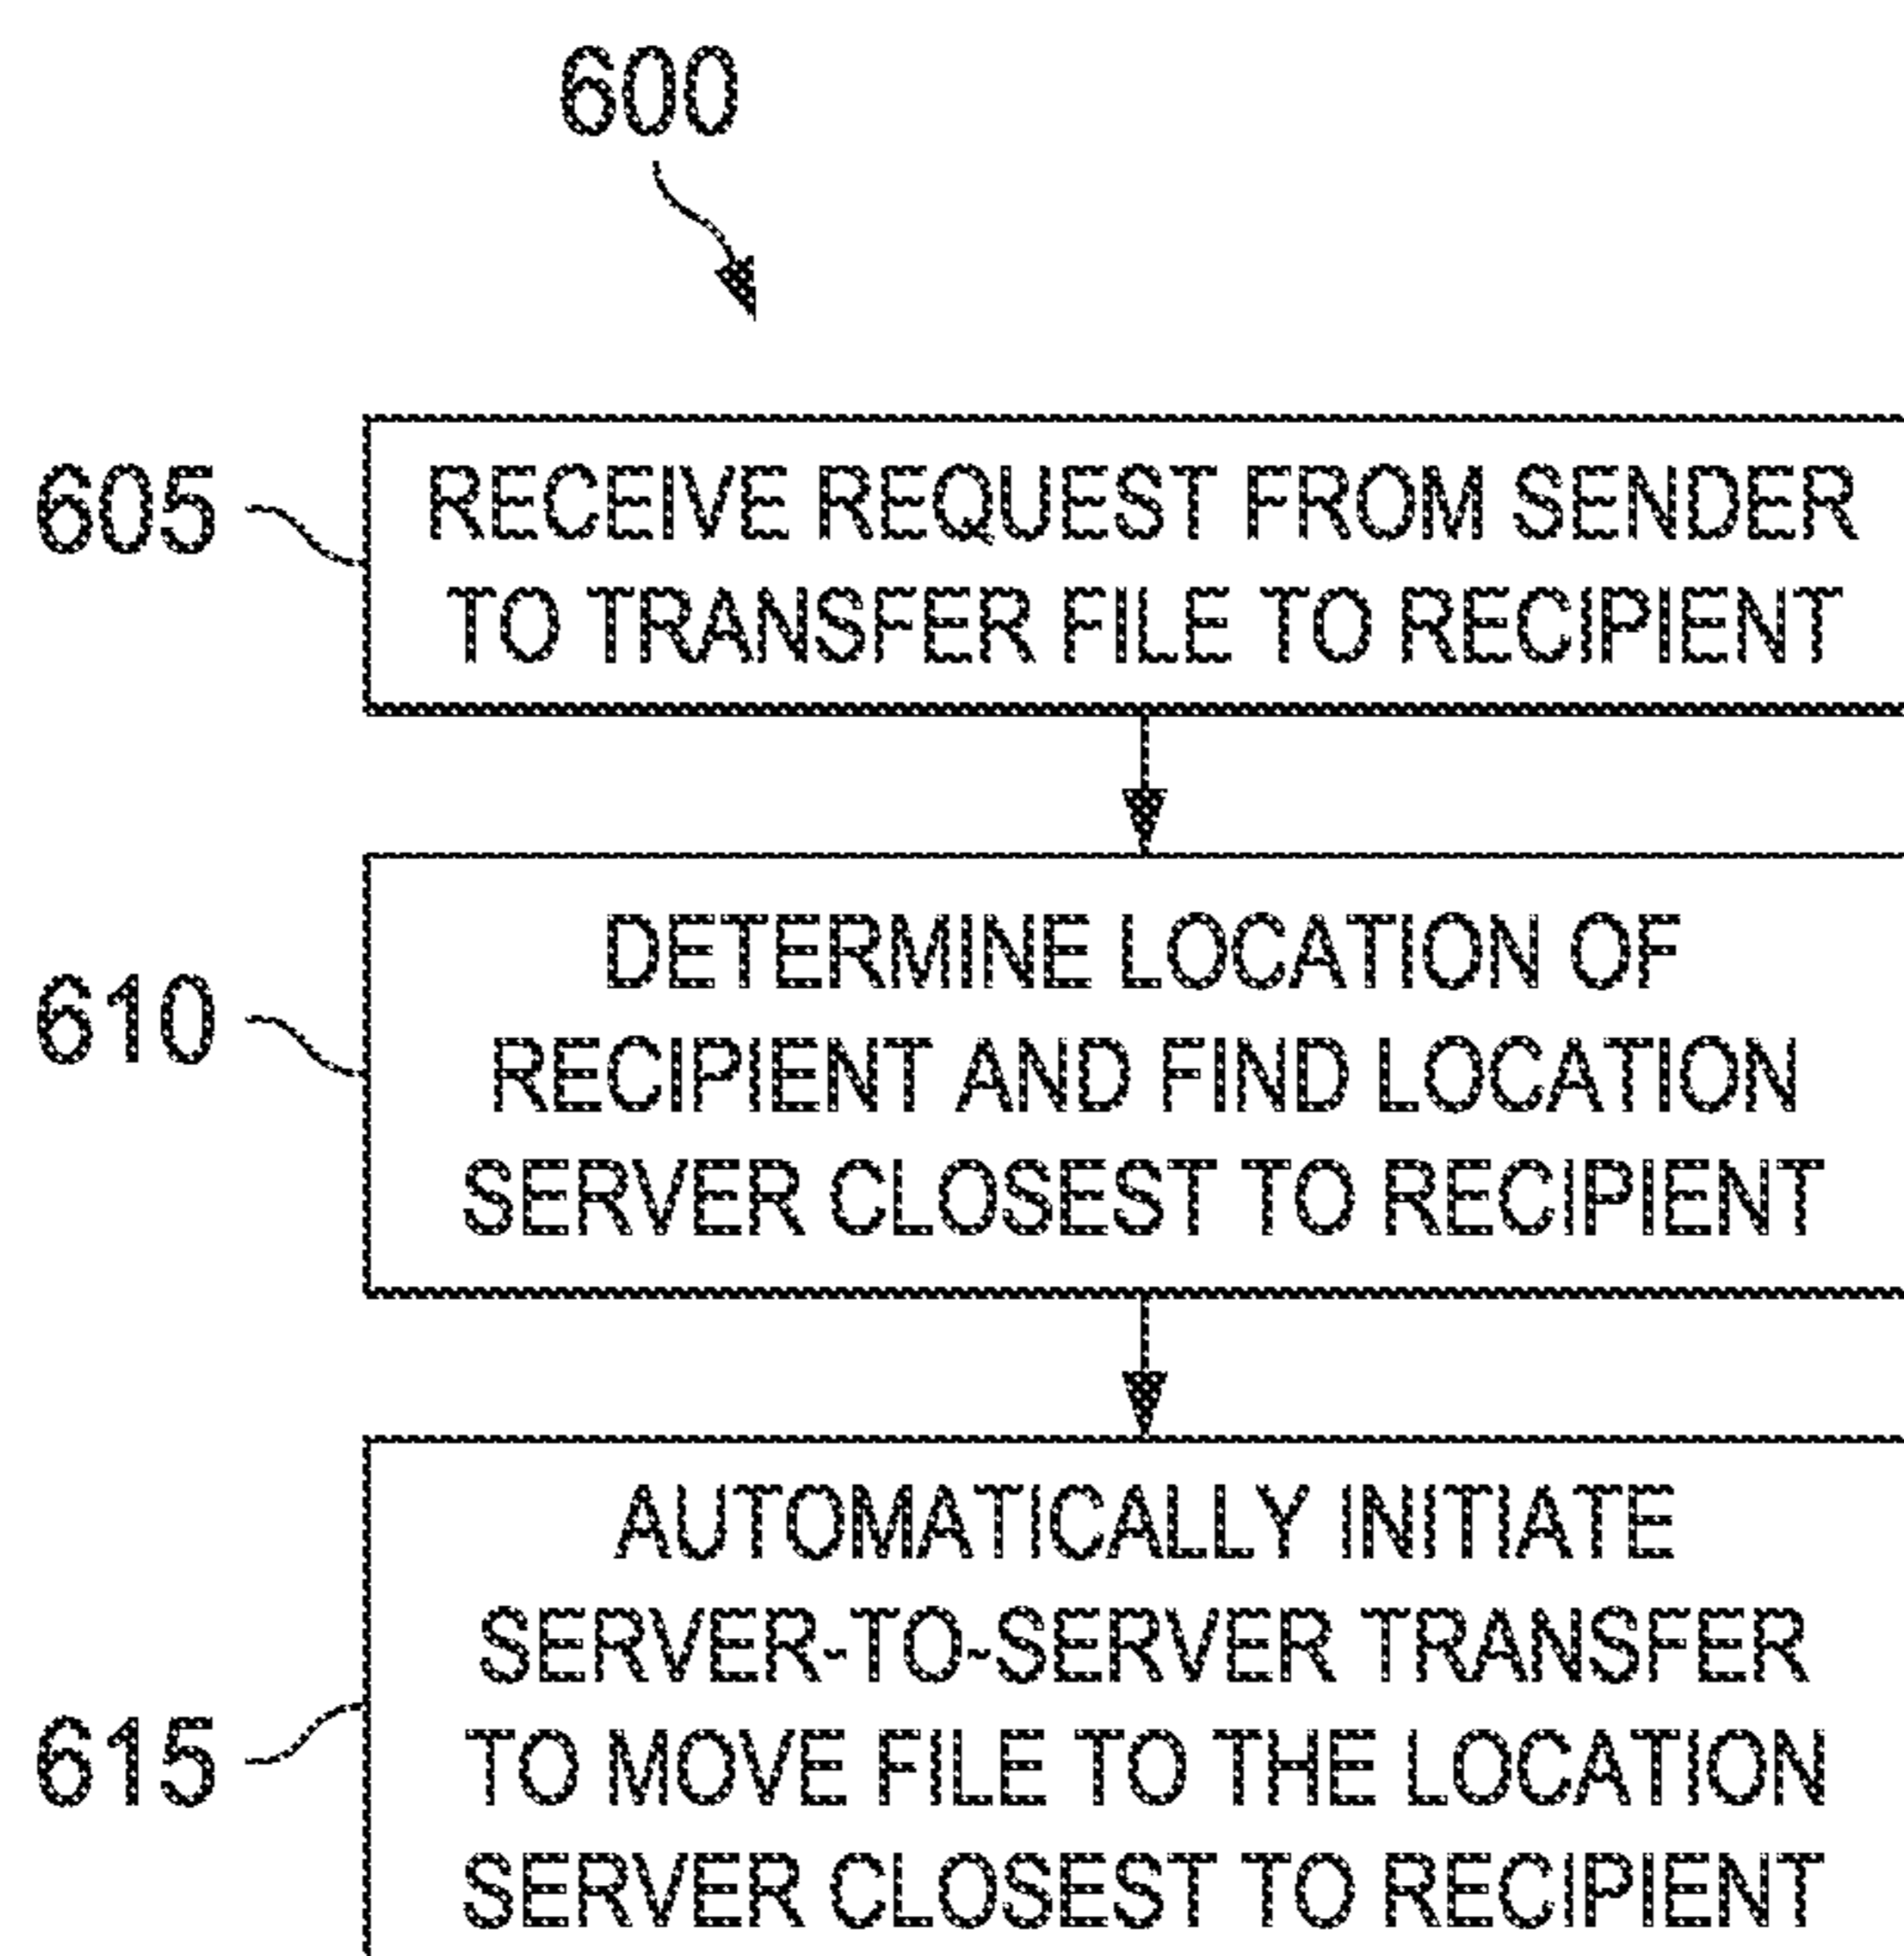 600
605
RECEIVE REQUEST FROM SENDER
TO TRANSFER FILE TO RECIPIENT
610
DETERMINE LOCATION OF
RECIPIENT AND FIND LOCATION
SERVER CLOSEST TO RECIPIENT
615
AUTOMATICALLY INITIATE
SERVER-TO-SERVER TRANSFER
TO MOVE FILE TO THE LOCATION
SERVER CLOSEST TO RECIPIENT